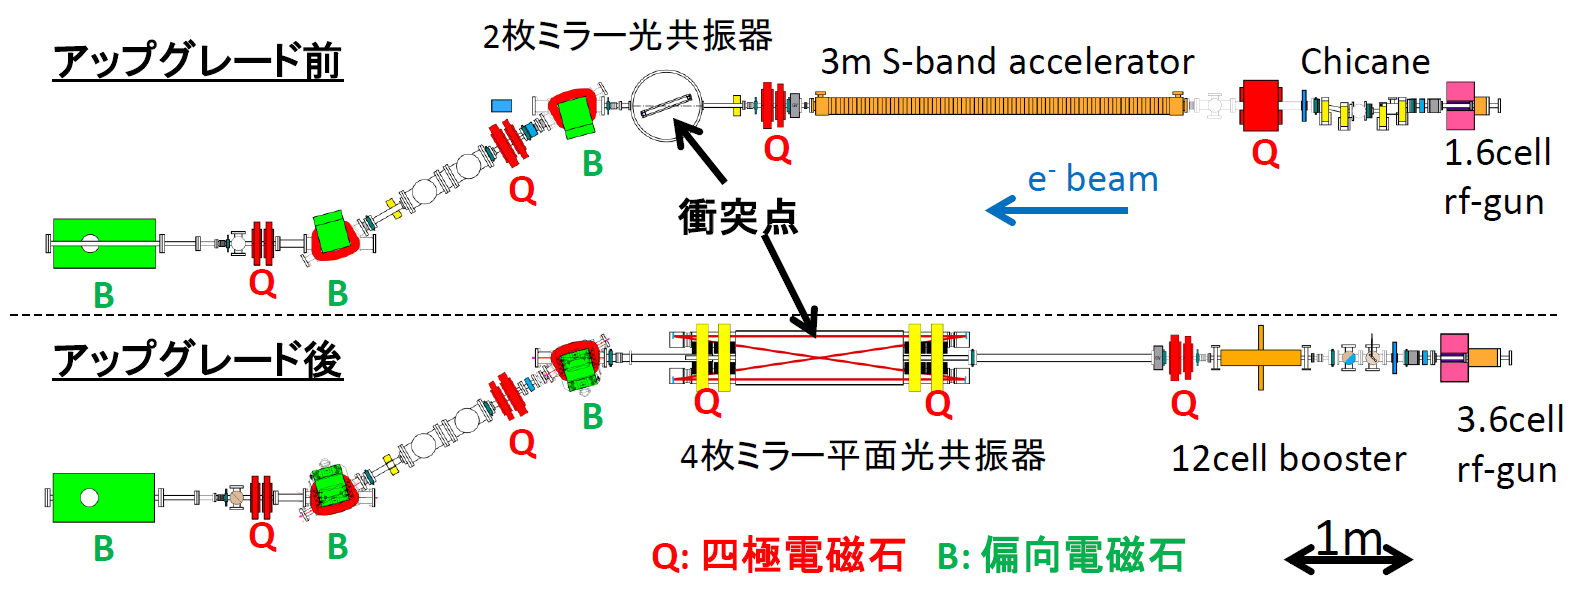 アップグレード前
2枚ミラー光共振器
3m S-band accelerator
Chicane
1.6cell
rf-gun
Q
B
Q
Q
e- beam
衝突点
B
Q
B
アップグレード後
B
Q
Q
Q
Q
4枚ミラー平面光共振器
12cell booster
3.6cell
rf-gun
B
Q
B
Q: 四極電磁石
B: 偏向電磁石
1m